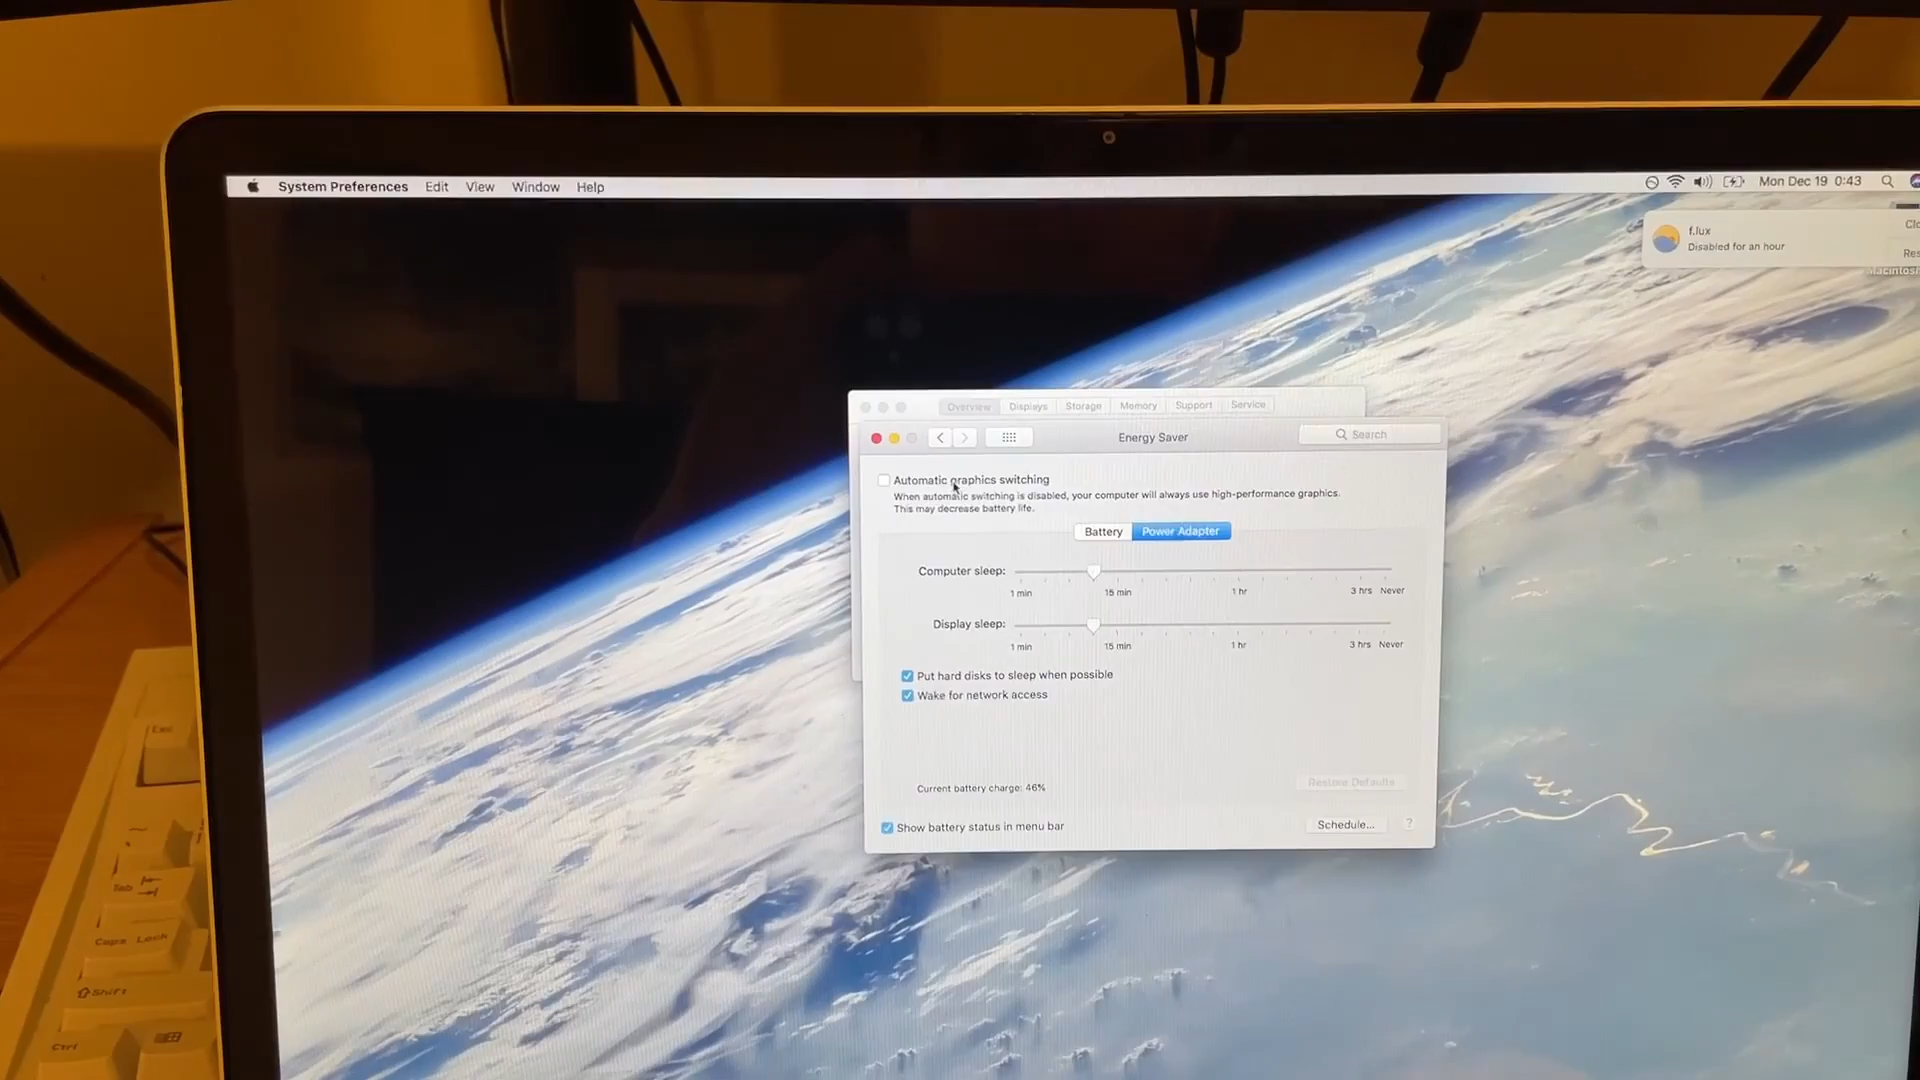 System Preferences Edit View Window Help
Mon Dec 19 0:43
f.lux
Disabled for an hour
Overview Displays Storage Memory Support Service
Energy Saver
Search
Automatic graphics switching
When automatic switching is disabled, your computer will always use high-performance graphics.
This may decrease battery life.
Battery Power Adapter
Computer sleep:
1 min 15 min 1 hr 3 hrs Never
Display sleep:
1 min 15 min 1 hr 3 hrs Never
Put hard disks to sleep when possible
Wake for network access
Current battery charge: 46%
Restore Defaults
Show battery status in menu bar
Schedule... ?
Esc
Tab
Caps Lock
Shift
Ctrl